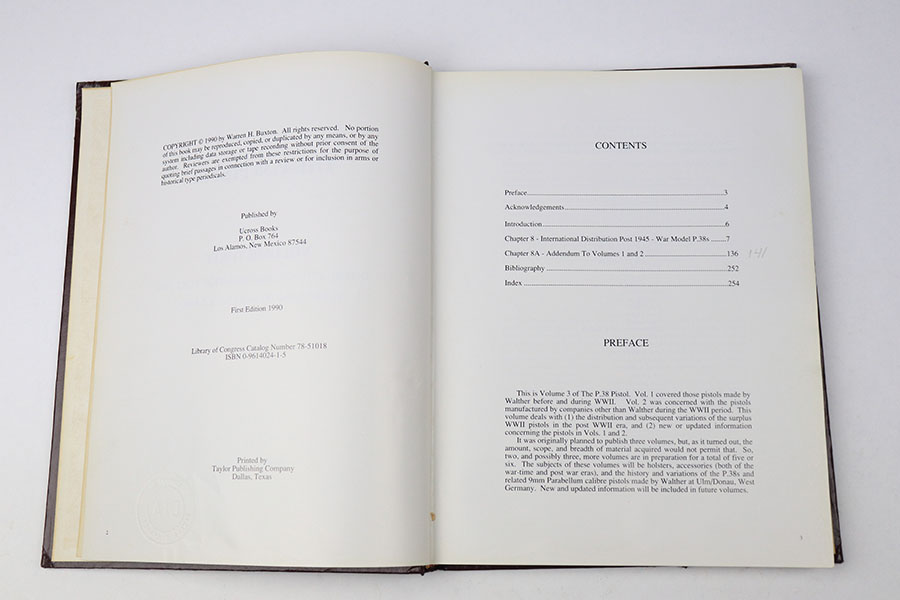 COPYRIGHT © 1990 by Warren H. Buxton. All rights reserved. No portion
of this book may be reproduced, copied, or duplicated by any means, or by any
system including data storage or tape recording without prior consent of the
author. Reviewers are exempted from these restrictions for the purpose of
quoting brief passages in connection with a review or for inclusion in arms or
historical type periodicals.
Published by
Ucross Books
P. O. Box 764
Los Alamos, New Mexico 87544
First Edition 1990
Library of Congress Catalog Number 78-51018
ISBN 0-9614024-1-5
Printed by
Taylor Publishing Company
Dallas, Texas
CONTENTS
Preface...3
Acknowledgements...4
Introduction...6
Chapter 8 - International Distribution Post 1945 - War Model P.38s ...7
Chapter 8A - Addendum To Volumes 1 and 2 ...136 141
Bibliography ...252
Index ...254
PREFACE
This is Volume 3 of The P.38 Pistol. Vol. 1 covered those pistols made by
Walther before and during WWII. Vol. 2 was concerned with the pistols
manufactured by companies other than Walther during the WWII period. This
volume deals with (1) the distribution and subsequent variations of the surplus
WWII pistols in the post WWII era, and (2) new or updated information
concerning the pistols in Vols. 1 and 2.
It was originally planned to publish three volumes, but, as it turned out, the
amount, scope, and breadth of material acquired would not permit that. So,
two, and possibly three, more volumes are in preparation for a total of five or
six. The subjects of these volumes will be holsters, accessories (both of the
war-time and post war eras), and the history and variations of the P.38s and
related 9mm Parabellum calibre pistols made by Walther at Ulm/Donau, West
Germany. New and updated information will be included in future volumes.